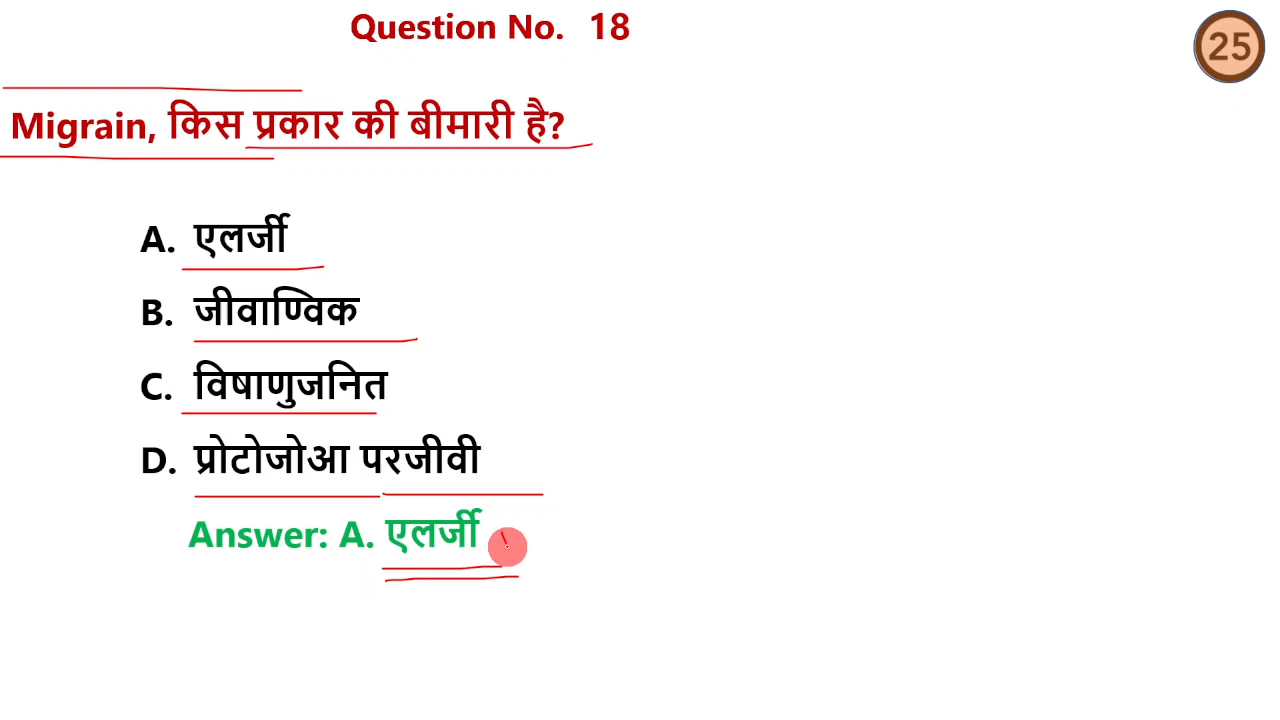 Question No. 18
25
Migrain, किस प्रकार की बीमारी है?
A. एलर्जी
B. जीवाण्विक
C. विषाणुजनित
D. प्रोटोजोआ परजीवी
Answer: A. एलर्जी